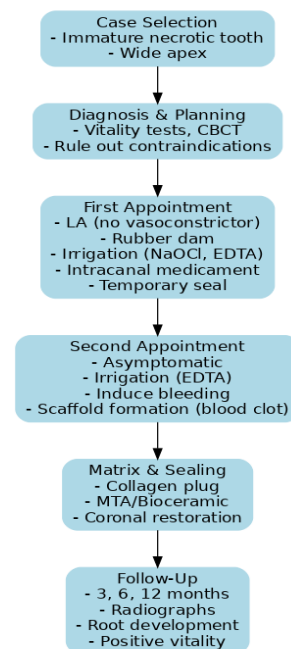 Case Selection
- Immature necrotic tooth
- Wide apex
Diagnosis & Planning
- Vitality tests, CBCT
- Rule out contraindications
First Appointment
- LA (no vasoconstrictor)
- Rubber dam
- Irrigation (NaOCl, EDTA)
- Intracanal medicament
- Temporary seal
Second Appointment
- Asymptomatic
- Irrigation (EDTA)
- Induce bleeding
- Scaffold formation (blood clot)
Matrix & Sealing
- Collagen plug
- MTA/Bioceramic
- Coronal restoration
Follow-Up
- 3, 6, 12 months
- Radiographs
- Root development
- Positive vitality